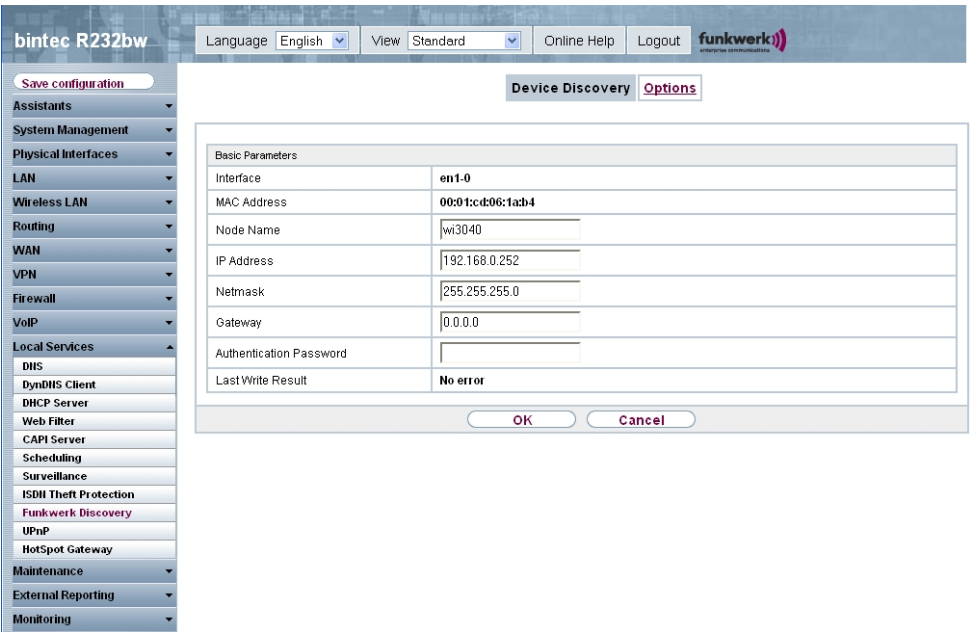 bintec R232bw
Language English View Standard Online Help Logout funkwerk
enterprise communications
Save configuration
Assistants
System Management
Physical Interfaces
LAN
Wireless LAN
Routing
WAN
VPN
Firewall
VoIP
Local Services
DNS
DynDNS Client
DHCP Server
Web Filter
CAPI Server
Scheduling
Surveillance
ISDN Theft Protection
Funkwerk Discovery
UPnP
HotSpot Gateway
Maintenance
External Reporting
Monitoring
Device Discovery Options
Basic Parameters
Interface en1-0
MAC Address 00:01:cd:06:1a:b4
Node Name wi3040
IP Address 192.168.0.252
Netmask 255.255.255.0
Gateway 0.0.0.0
Authentication Password
Last Write Result No error
OK Cancel